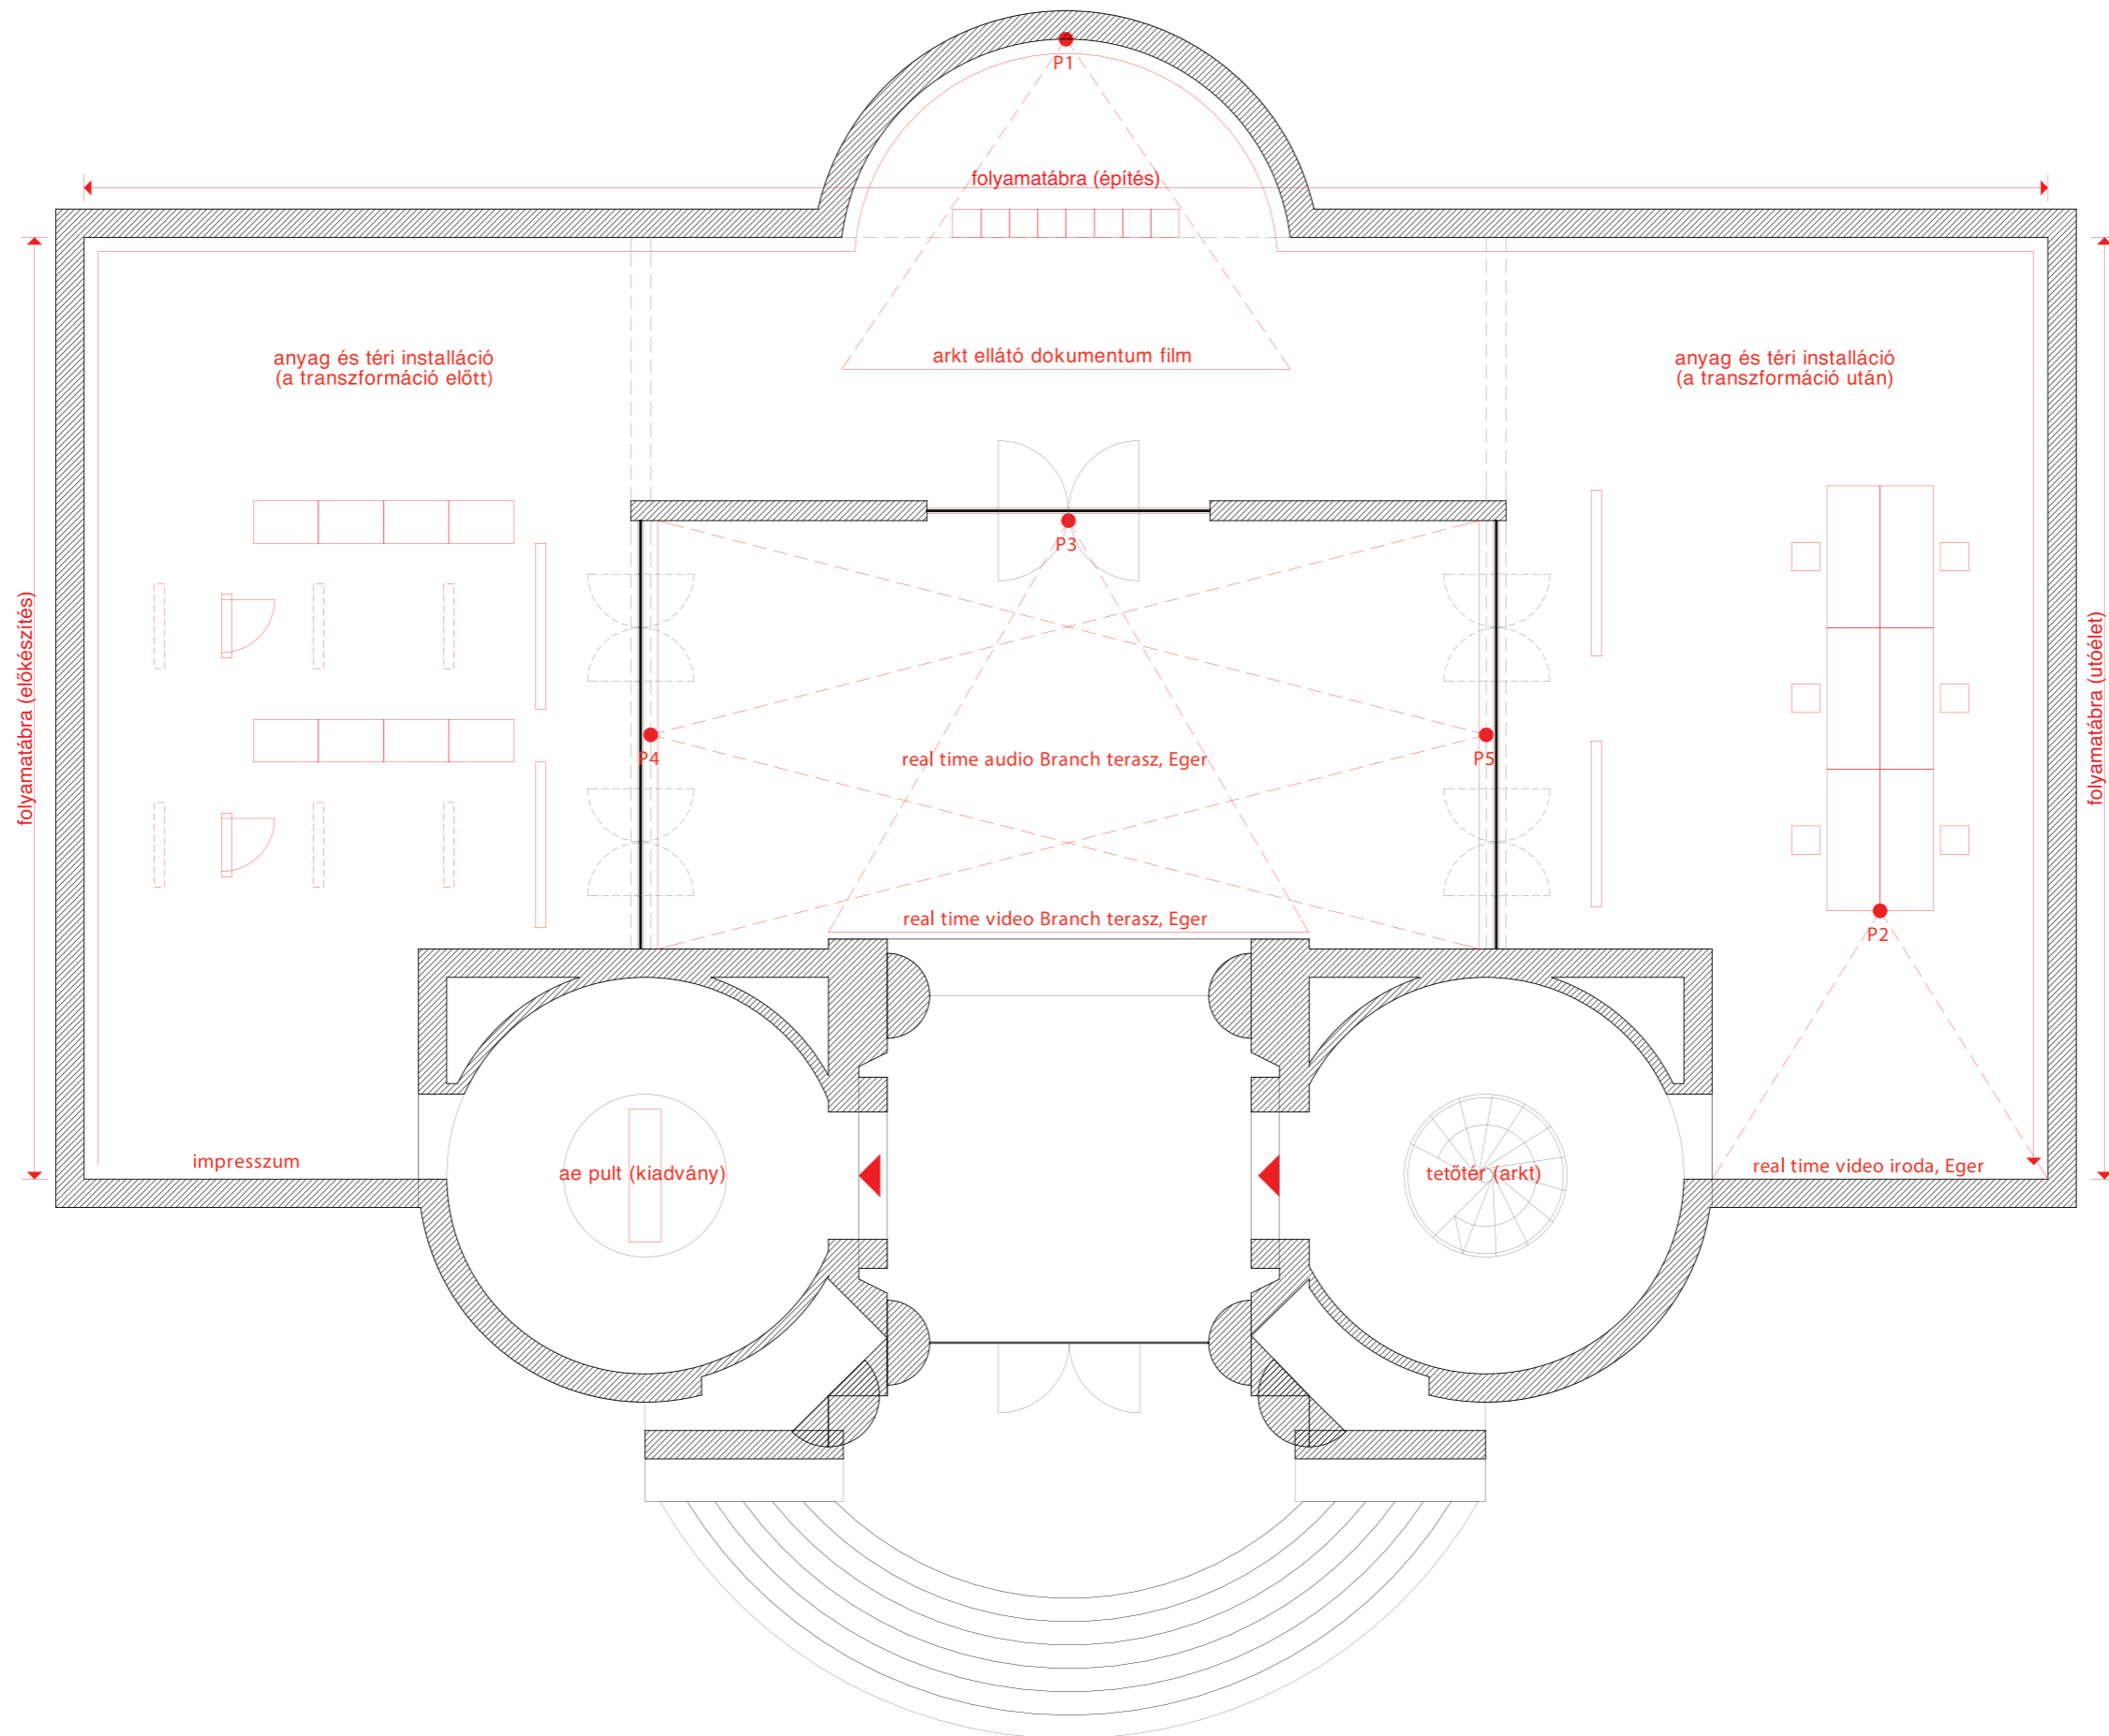 P1
folyamatábra (építés)
anyag és téri installáció
(a transzformáció előtt)
arkt ellátó dokumentum film
anyag és téri installáció
(a transzformáció után)
P3
folyamatábra (előkészítés)
folyamatábra (utóélet)
P4
real time audio Branch terasz, Eger
P5
real time video Branch terasz, Eger
P2
impresszum
ae pult (kiadvány)
tetőtér (arkt)
real time video iroda, Eger